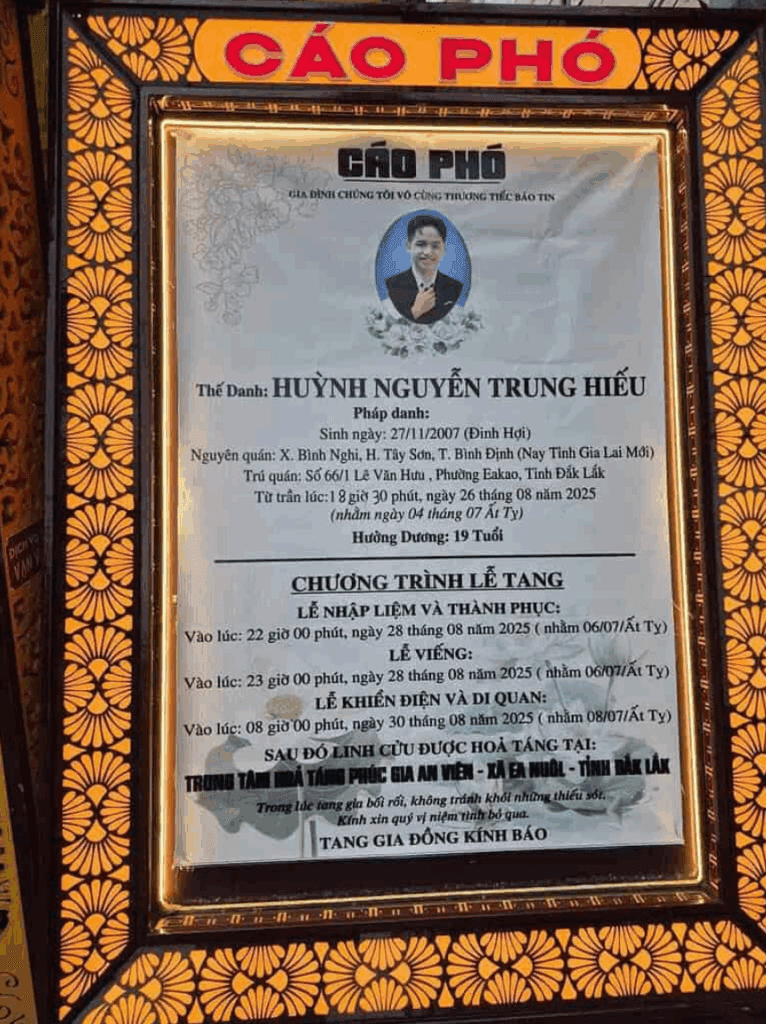 CÁO PHÓ
CÁO PHÓ
GIA ĐÌNH CHÚNG TÔI VÔ CÙNG THƯƠNG TIẾC BÁO TIN
Thế Danh: HUỲNH NGUYỄN TRUNG HIẾU
Pháp danh:
Sinh ngày: 27/11/2007 (Đinh Hợi)
Nguyên quán: X. Bình Nghi, H. Tây Sơn, T. Bình Định (Nay Tỉnh Gia Lai Mới)
Trú quán: Số 66/1 Lê Văn Hưu , Phường Eakao, Tỉnh Đắk Lắk
Từ trần lúc:18 giờ 30 phút, ngày 26 tháng 08 năm 2025
(nhằm ngày 04 tháng 07 Ất Tỵ)
Hưởng Dương: 19 Tuổi
CHƯƠNG TRÌNH LỄ TANG
LỄ NHẬP LIỆM VÀ THÀNH PHỤC:
Vào lúc: 22 giờ 00 phút, ngày 28 tháng 08 năm 2025 ( nhằm 06/07/Ất Tỵ)
LỄ VIẾNG:
Vào lúc: 23 giờ 00 phút, ngày 28 tháng 08 năm 2025 ( nhằm 06/07/Ất Tỵ)
LỄ KHIỂN ĐIỆN VÀ DI QUAN:
Vào lúc: 08 giờ 00 phút, ngày 30 tháng 08 năm 2025 ( nhằm 08/07/Ất Tỵ)
SAU ĐÓ LINH CỮU ĐƯỢC HOẢ TÁNG TẠI:
TRUNG TÂM HOẢ TÁNG PHÚC GIA AN VIÊN - XÃ EA NUÔL - TỈNH ĐẮK LẮK
Trong lúc tang gia bối rối, không tránh khỏi những thiếu sót.
Kính xin quý vị niệm tình bỏ qua.
TANG GIA ĐỒNG KÍNH BÁO
DỊCH VỤ